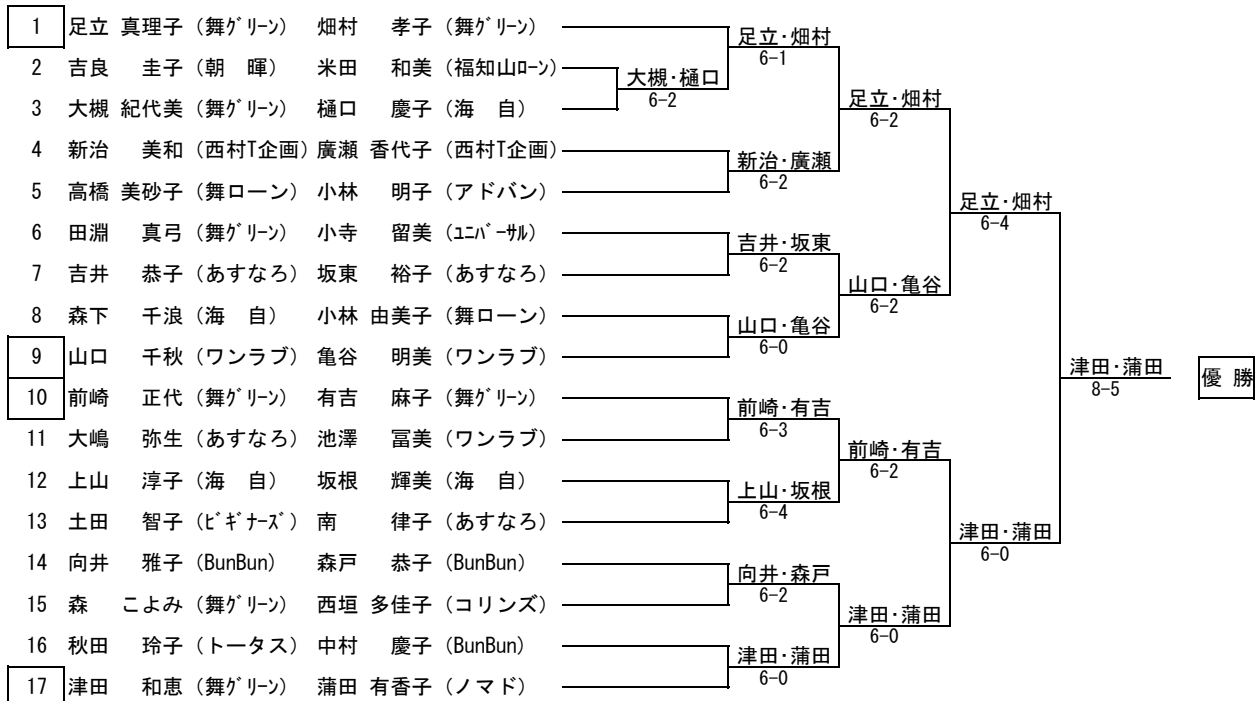 1 足立 真理子 (舞グリーン) 畑村 孝子 (舞グリーン)
足立・畑村
6-1
2 吉良 圭子 (朝 暉) 米田 和美 (福知山ローン)
大槻・樋口
6-2
足立・畑村
6-2
3 大槻 紀代美 (舞グリーン) 樋口 慶子 (海 自)
4 新治 美和 (西村T企画) 廣瀬 香代子 (西村T企画)
新治・廣瀬
6-2
5 高橋 美砂子 (舞ローン) 小林 明子 (アドバン)
足立・畑村
6-4
6 田淵 真弓 (舞グリーン) 小寺 留美 (ユニバーサル)
吉井・坂東
6-2
7 吉井 恭子 (あすなろ) 坂東 裕子 (あすなろ)
山口・亀谷
6-2
8 森下 千浪 (海 自) 小林 由美子 (舞ローン)
山口・亀谷
6-0
9 山口 千秋 (ワンラブ) 亀谷 明美 (ワンラブ)
津田・蒲田
8-5
優 勝
10 前崎 正代 (舞グリーン) 有吉 麻子 (舞グリーン)
前崎・有吉
6-3
11 大嶋 弥生 (あすなろ) 池澤 冨美 (ワンラブ)
前崎・有吉
6-2
12 上山 淳子 (海 自) 坂根 輝美 (海 自)
上山・坂根
6-4
13 土田 智子 (ビギナーズ) 南 律子 (あすなろ)
津田・蒲田
6-0
14 向井 雅子 (BunBun) 森戸 恭子 (BunBun)
向井・森戸
6-2
15 森 こよみ (舞グリーン) 西垣 多佳子 (コリンズ)
津田・蒲田
6-0
16 秋田 玲子 (トータス) 中村 慶子 (BunBun)
津田・蒲田
6-0
17 津田 和恵 (舞グリーン) 蒲田 有香子 (ノマド)